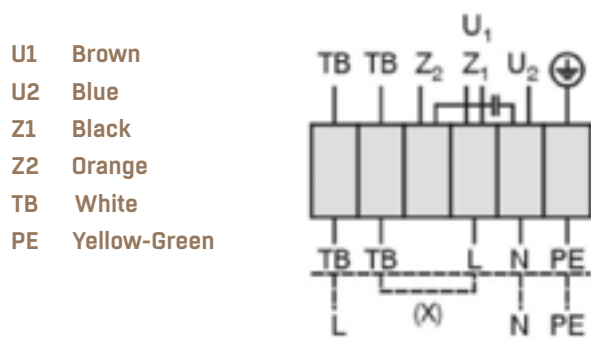 U1 Brown
U2 Blue
Z1 Black
Z2 Orange
TB White
PE Yellow-Green
U₁
TB TB Z₂ Z₁ U₂
TB TB L N PE
(X)
L N PE